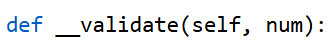 def __validate(self, num):